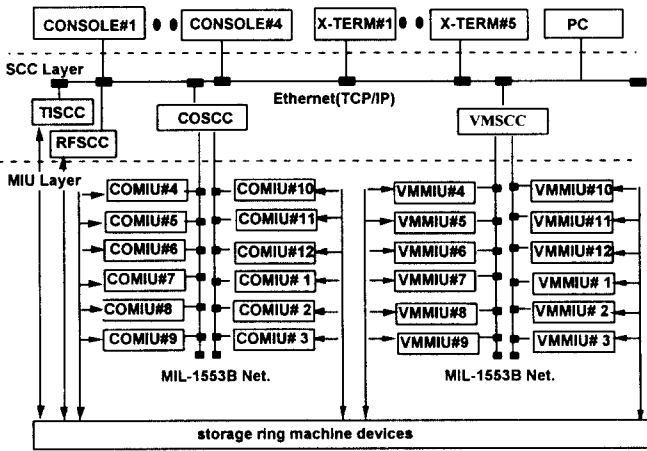 CONSOLE#1 CONSOLE#4 X-TERM#1 X-TERM#5 PC
SCC Layer
Ethernet(TCP/IP)
TISCC
COSCC
VMSCC
RFSCC
MIU Layer
COMIU#4 COMIU#10 VMMIU#4 VMMIU#10
COMIU#5 COMIU#11 VMMIU#5 VMMIU#11
COMIU#6 COMIU#12 VMMIU#6 VMMIU#12
COMIU#7 COMIU# 1 VMMIU#7 VMMIU# 1
COMIU#8 COMIU# 2 VMMIU#8 VMMIU# 2
COMIU#9 COMIU# 3 VMMIU#9 VMMIU# 3
MIL-1553B Net. MIL-1553B Net.
storage ring machine devices